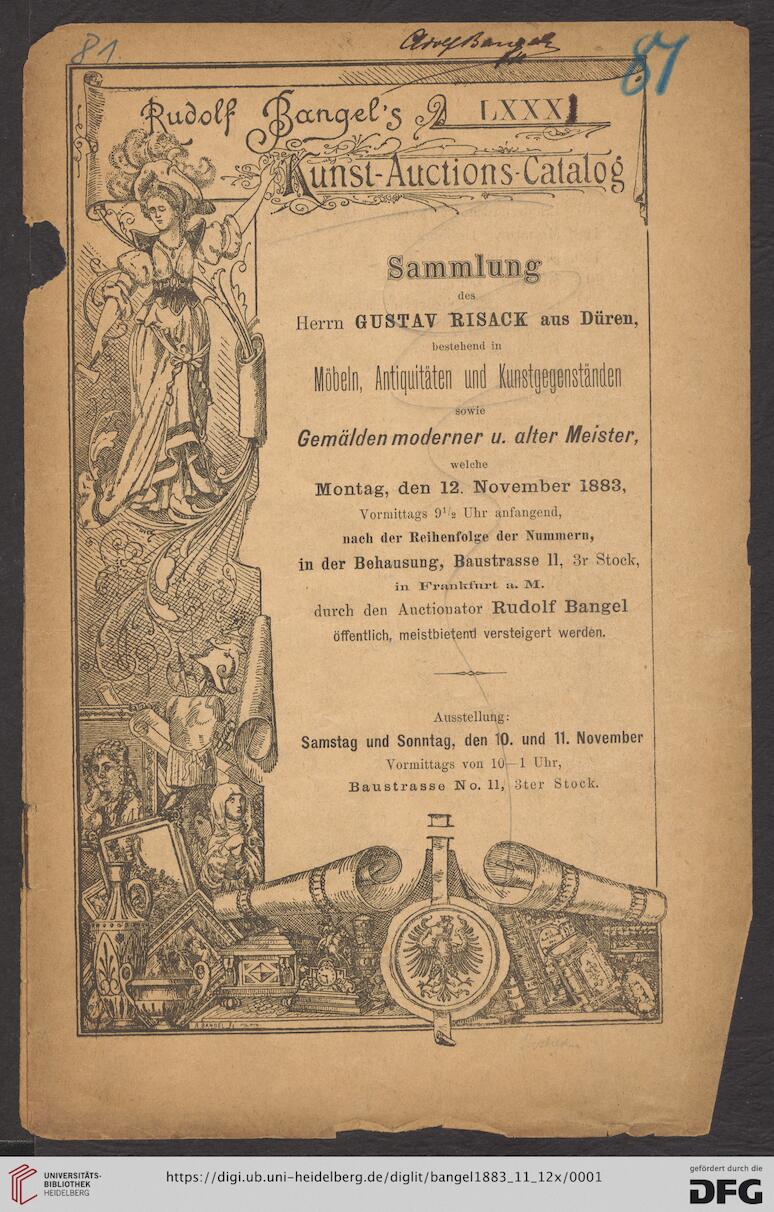 81
Adolf Bangel
87
Rudolf Bangel's LXXXI
Kunst-Auctions-Catalog
Sammlung
des
Herrn GUSTAV RISACK aus Düren,
bestehend in
Möbeln, Antiquitäten und Kunstgegenständen
sowie
Gemälden moderner u. alter Meister,
welche
Montag, den 12. November 1883,
Vormittags 9½ Uhr anfangend,
nach der Reihenfolge der Nummern,
in der Behausung, Baustrasse 11, 3r Stock,
in Frankfurt a. M.
durch den Auctionator Rudolf Bangel
öffentlich, meistbietend versteigert werden.
Ausstellung:
Samstag und Sonntag, den 10. und 11. November
Vormittags von 10—1 Uhr,
Baustrasse No. 11, 3ter Stock.
UNIVERSITÄTS-
BIBLIOTHEK
HEIDELBERG
https://digi.ub.uni-heidelberg.de/diglit/bangel1883_11_12x/0001
gefördert durch die
DFG